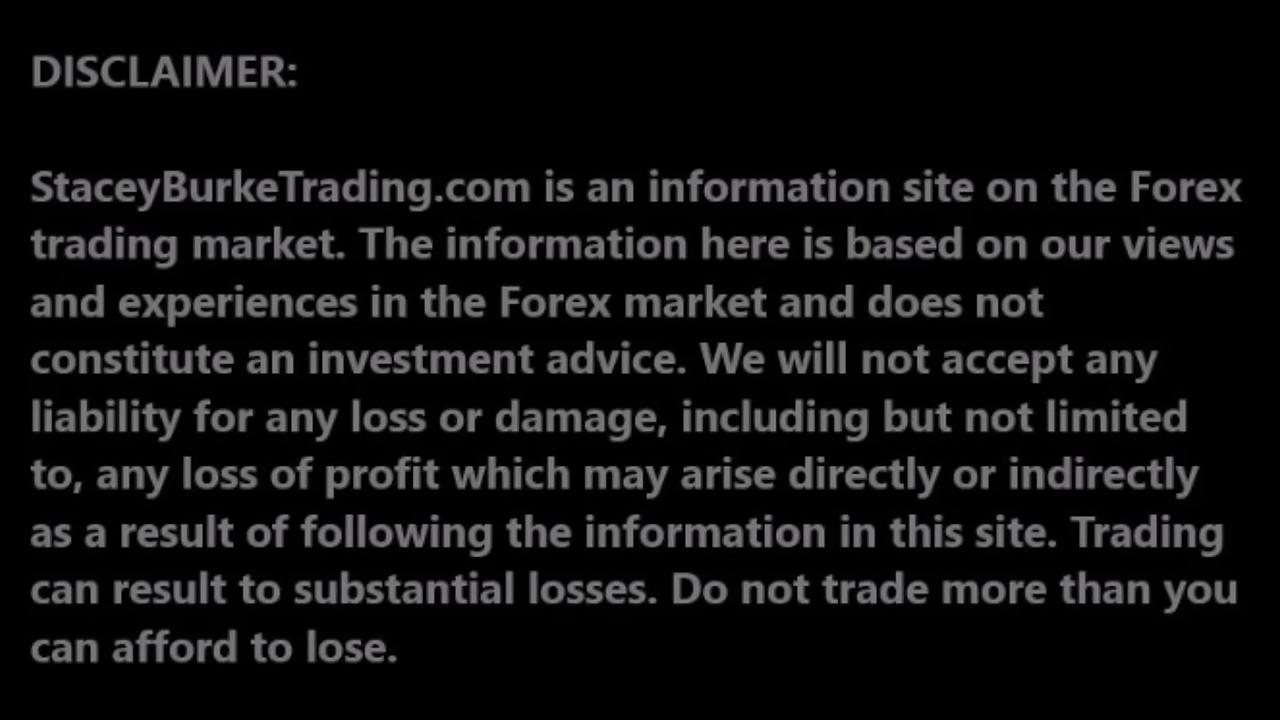 DISCLAIMER:
StaceyBurkeTrading.com is an information site on the Forex
trading market. The information here is based on our views
and experiences in the Forex market and does not
constitute an investment advice. We will not accept any
liability for any loss or damage, including but not limited
to, any loss of profit which may arise directly or indirectly
as a result of following the information in this site. Trading
can result to substantial losses. Do not trade more than you
can afford to lose.